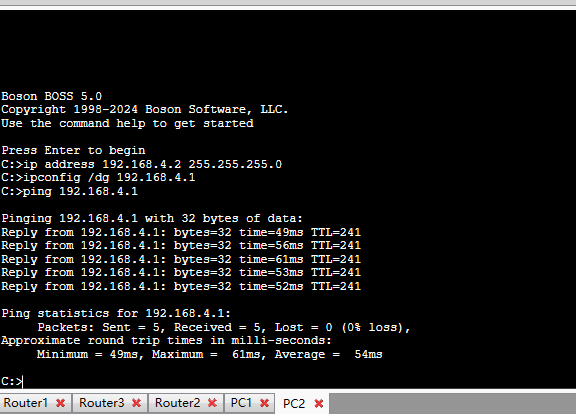 Boson BOSS 5.0
Copyright 1998-2024 Boson Software, LLC.
Use the command help to get started
Press Enter to begin
C:>ip address 192.168.4.2 255.255.255.0
C:>ipconfig /dg 192.168.4.1
C:>ping 192.168.4.1
Pinging 192.168.4.1 with 32 bytes of data:
Reply from 192.168.4.1: bytes=32 time=49ms TTL=241
Reply from 192.168.4.1: bytes=32 time=56ms TTL=241
Reply from 192.168.4.1: bytes=32 time=61ms TTL=241
Reply from 192.168.4.1: bytes=32 time=53ms TTL=241
Reply from 192.168.4.1: bytes=32 time=52ms TTL=241
Ping statistics for 192.168.4.1:
     Packets: Sent = 5, Received = 5, Lost = 0 (0% loss),
Approximate round trip times in milli-seconds:
     Minimum = 49ms, Maximum =  61ms, Average =  54ms
C:>
Router1 Router3 Router2 PC1 PC2